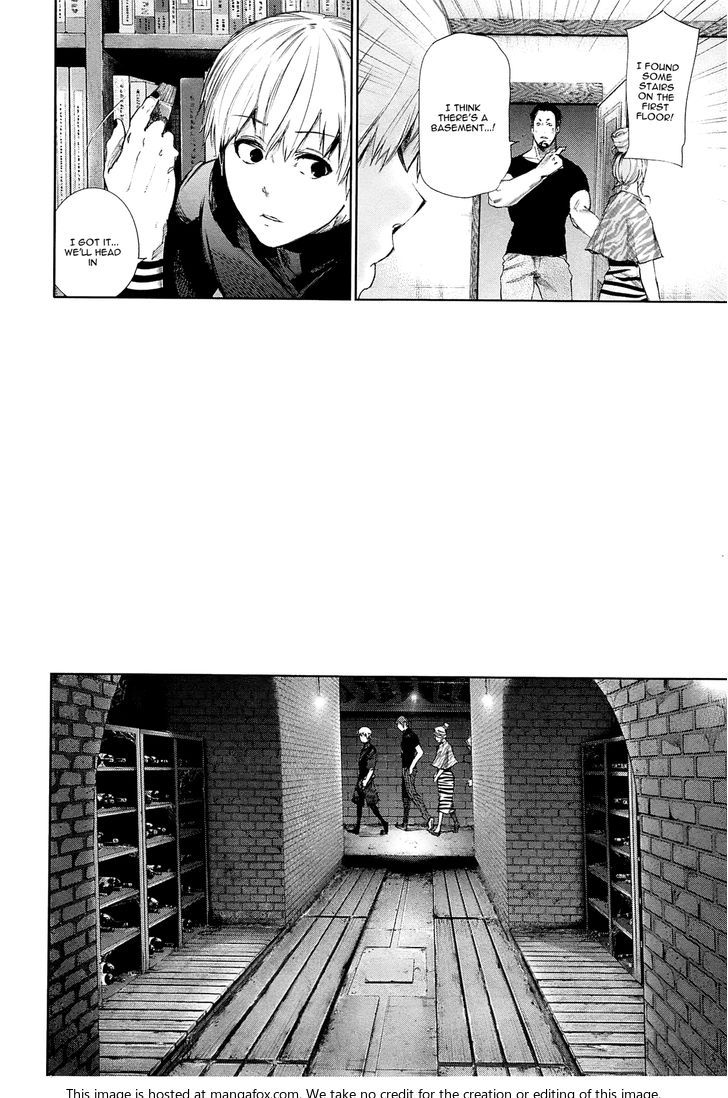 I FOUND
SOME
STAIRS
ON THE
FIRST
FLOOR!
I THINK
THERE'S A
BASEMENT...!
I GOT IT...
WE'LL HEAD
IN
This image is hosted at mangafox.com. We take no credit for the creation or editing of this image.